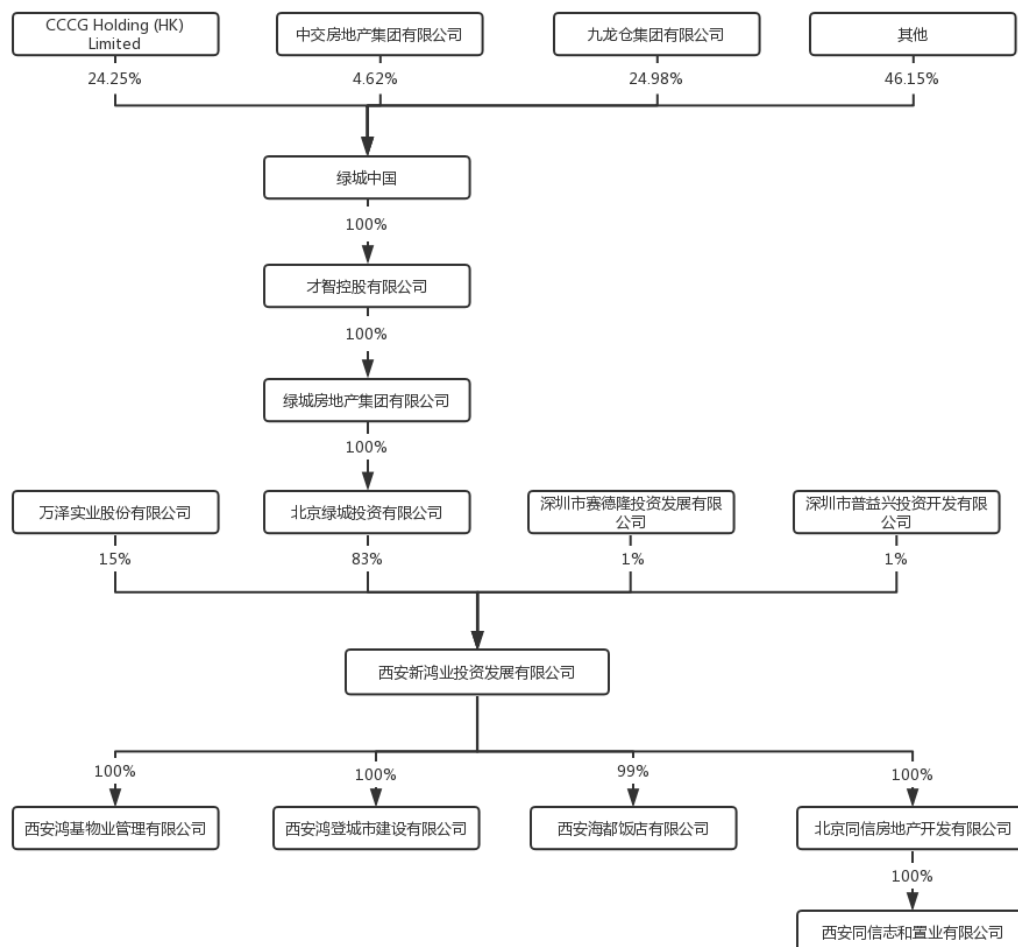 CCCG Holding (HK)
Limited
中交房地产集团有限公司
九龙仓集团有限公司
其他
24.25%
4.62%
24.98%
46.15%
绿城中国
100%
才智控股有限公司
100%
绿城房地产集团有限公司
100%
万泽实业股份有限公司
北京绿城投资有限公司
深圳市赛德隆投资发展有限
公司
深圳市普益兴投资开发有限
公司
15%
83%
1%
1%
西安新鸿业投资发展有限公司
100%
100%
99%
100%
西安鸿基物业管理有限公司
西安鸿登城市建设有限公司
西安海都饭店有限公司
北京同信房地产开发有限公司
100%
西安同信志和置业有限公司